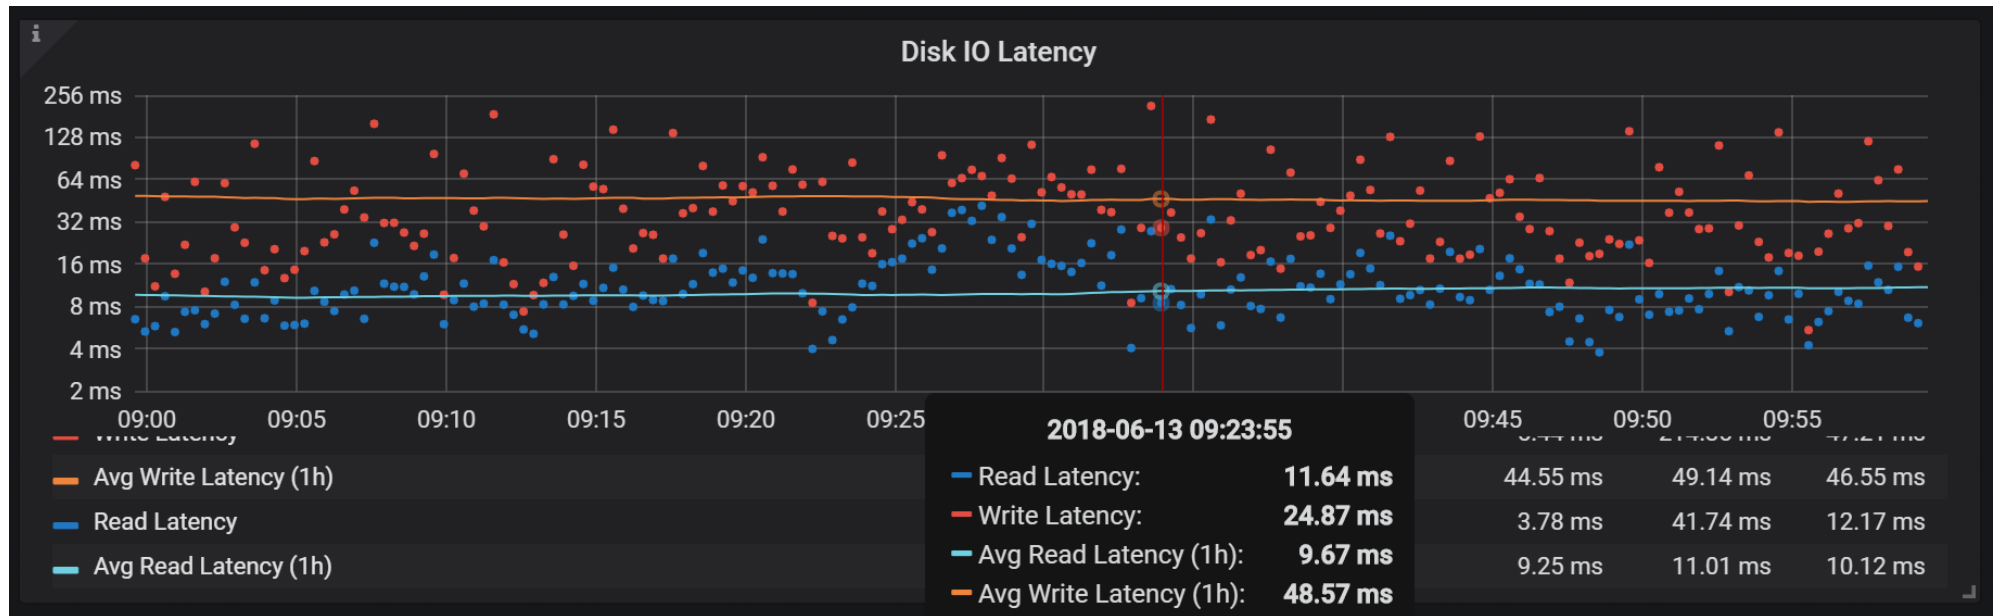 i
Disk IO Latency
256 ms
128 ms
64 ms
32 ms
16 ms
8 ms
4 ms
2 ms
09:00 09:05 09:10 09:15 09:20 09:25 09:45 09:50 09:55
2018-06-13 09:23:55
Read Latency: 11.64 ms
Write Latency: 24.87 ms
Avg Read Latency (1h): 9.67 ms
Avg Write Latency (1h): 48.57 ms
Write Latency
Avg Write Latency (1h) 44.55 ms 49.14 ms 46.55 ms
Read Latency 3.78 ms 41.74 ms 12.17 ms
Avg Read Latency (1h) 9.25 ms 11.01 ms 10.12 ms